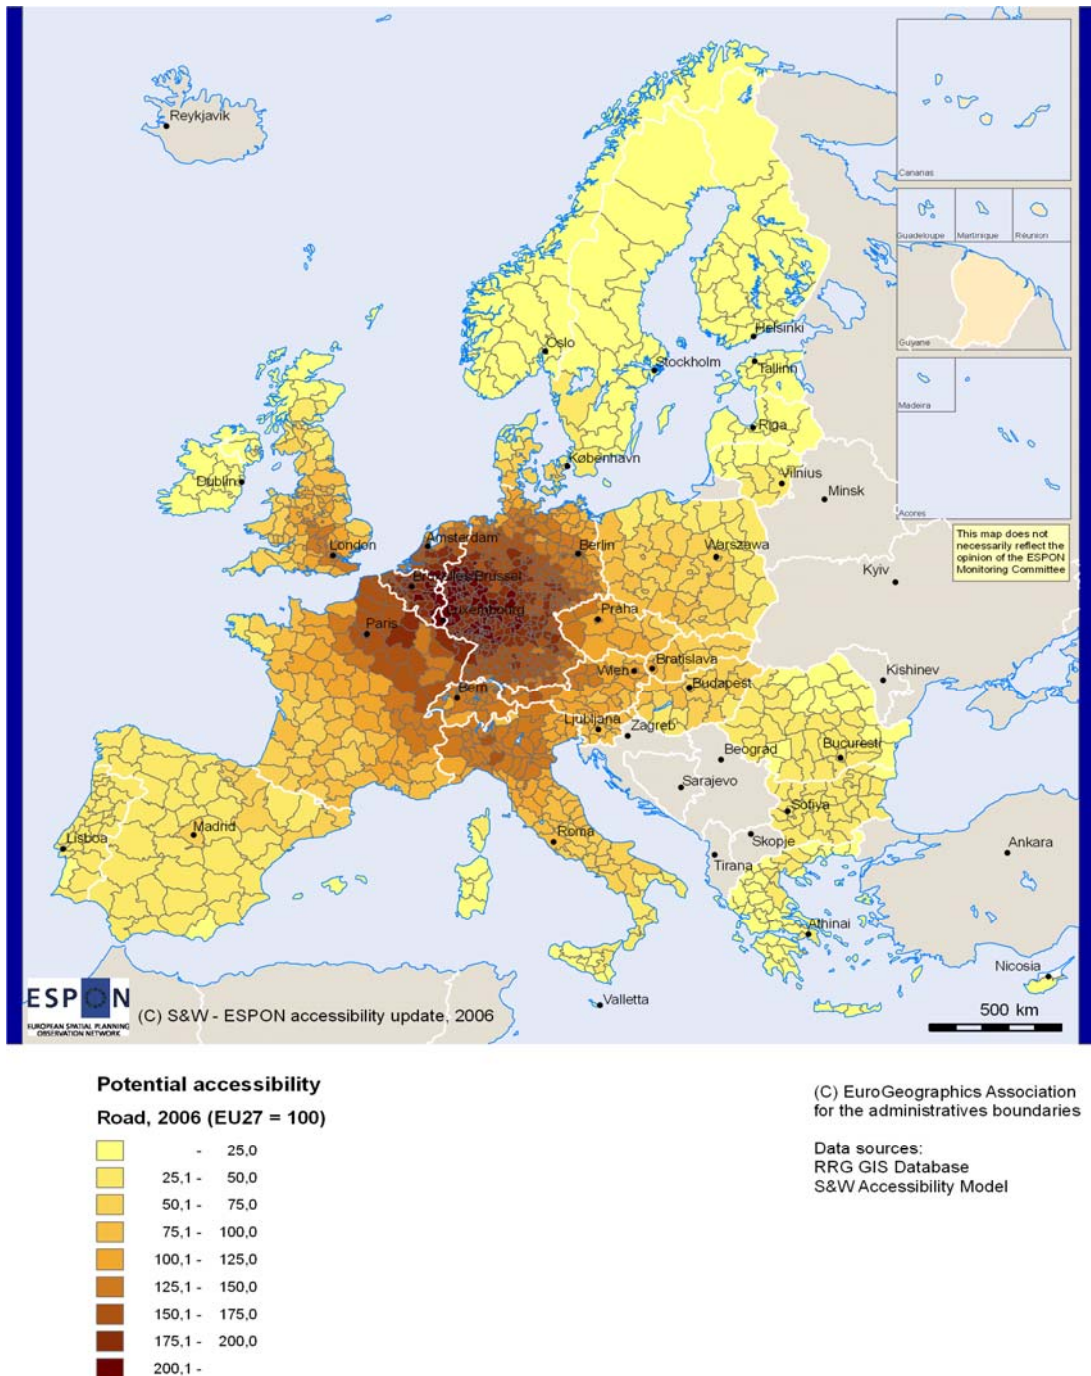 Reykjavik
Canarias
Guadeloupe
Martinique
Réunion
Guyane
Helsinki
Oslo
Tallinn
Stockholm
Madeira
Riga
København
Dublin
Vilnius
Minsk
Acores
This map does not
necessarily reflect the
opinion of the ESPON
Monitoring Committee
London
Amsterdam
Berlin
Warszawa
Kyiv
Bruxelles/Brussel
Luxembourg
Praha
Paris
Kishinev
Wien
Bratislava
Bern
Budapest
Ljubljana
Zagreb
Beograd
Bucuresti
Sarajevo
Sofiya
Madrid
Lisboa
Roma
Skopje
Tirana
Ankara
Athinai
Nicosia
Valletta
ESPON
EUROPEAN SPATIAL PLANNING
OBSERVATION NETWORK
(C) S&W - ESPON accessibility update, 2006
500 km
Potential accessibility
Road, 2006 (EU27 = 100)
- 25,0
25,1 - 50,0
50,1 - 75,0
75,1 - 100,0
100,1 - 125,0
125,1 - 150,0
150,1 - 175,0
175,1 - 200,0
200,1 -
(C) EuroGeographics Association
for the administratives boundaries
Data sources:
RRG GIS Database
S&W Accessibility Model